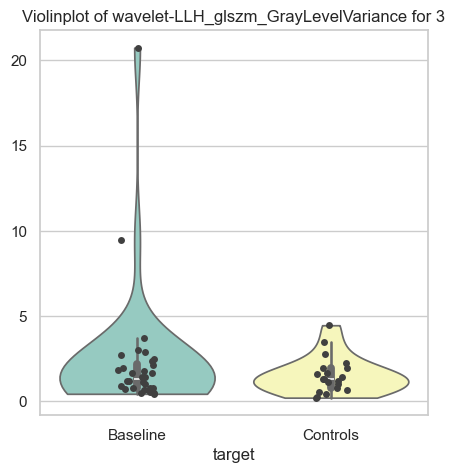 Violinplot of wavelet-LLH_glszm_GrayLevelVariance for 3
20
15
10
5
0
Baseline
Controls
target